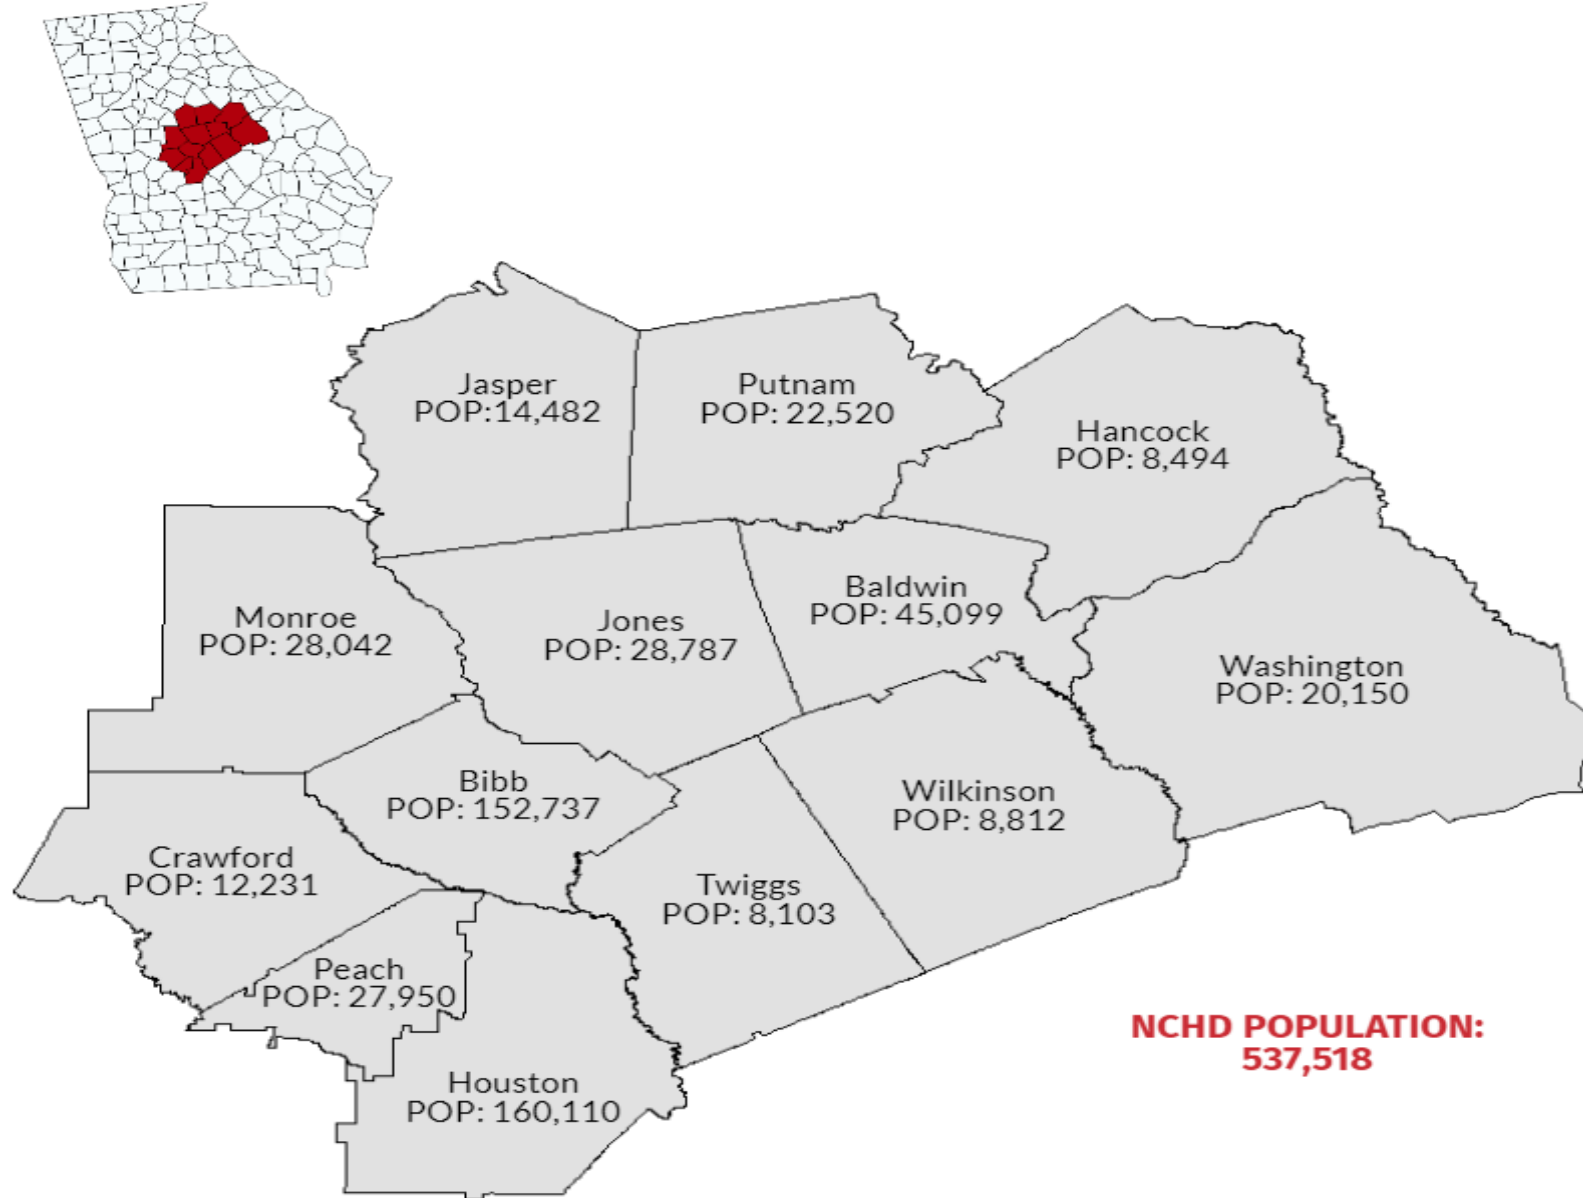 Jasper
POP:14,482
Putnam
POP: 22,520
Hancock
POP: 8,494
Monroe
POP: 28,042
Jones
POP: 28,787
Baldwin
POP: 45,099
Washington
POP: 20,150
Bibb
POP: 152,737
Wilkinson
POP: 8,812
Crawford
POP: 12,231
Twiggs
POP: 8,103
Peach
POP: 27,950
Houston
POP: 160,110
NCHD POPULATION:
537,518